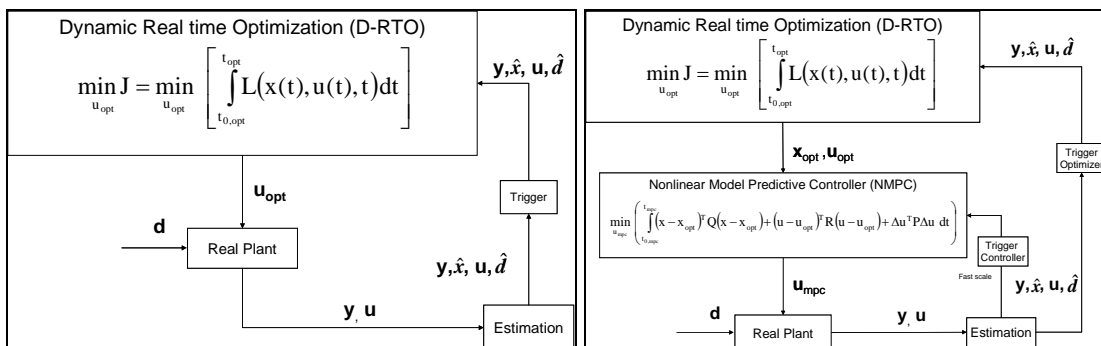 Dynamic Real time Optimization (D-RTO)
min J = min [ ∫ L(x(t), u(t), t)dt ]
u_opt u_opt t_0,opt t_opt
y, x̂, u, d̂
u_opt
Trigger
d
Real Plant
y, x̂, u, d̂
y, u
Estimation
Dynamic Real time Optimization (D-RTO)
min J = min [ ∫ L(x(t), u(t), t)dt ]
u_opt u_opt t_0,opt t_opt
y, x̂, u, d̂
x_opt, u_opt
Trigger
Optimizer
Nonlinear Model Predictive Controller (NMPC)
min ( ∫ (x − x_opt)^T Q(x − x_opt) + (u − u_opt)^T R(u − u_opt) + Δu^T PΔu dt )
u_mpc t_0,mpc t_mpc
Trigger
Controller
Fast scale
u_mpc
y, x̂, u, d̂
d
Real Plant
y, u
Estimation